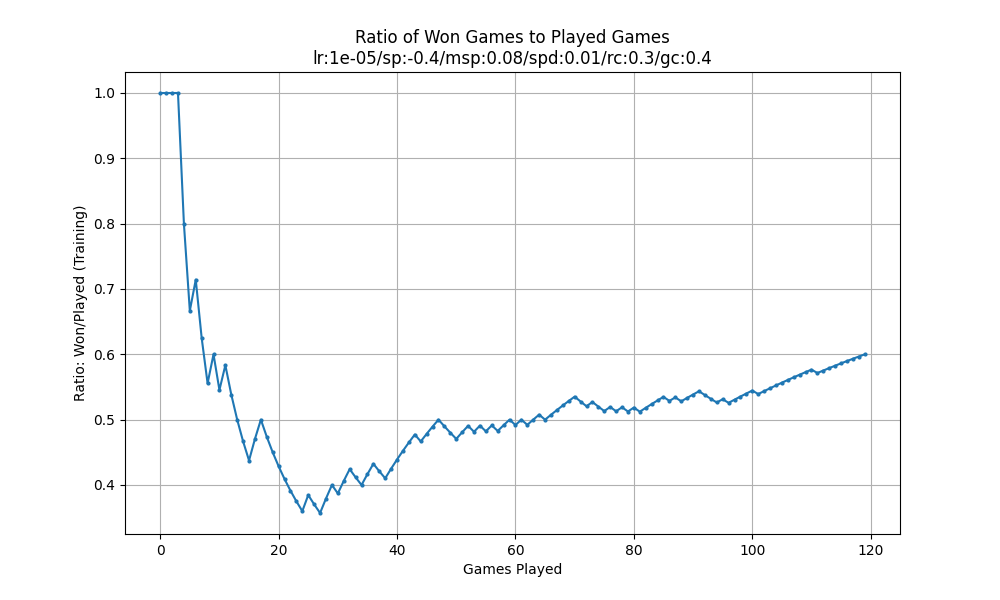 Ratio of Won Games to Played Games
lr:1e-05/sp:-0.4/msp:0.08/spd:0.01/rc:0.3/gc:0.4
Ratio: Won/Played (Training)
1.0
0.9
0.8
0.7
0.6
0.5
0.4
0 20 40 60 80 100 120
Games Played